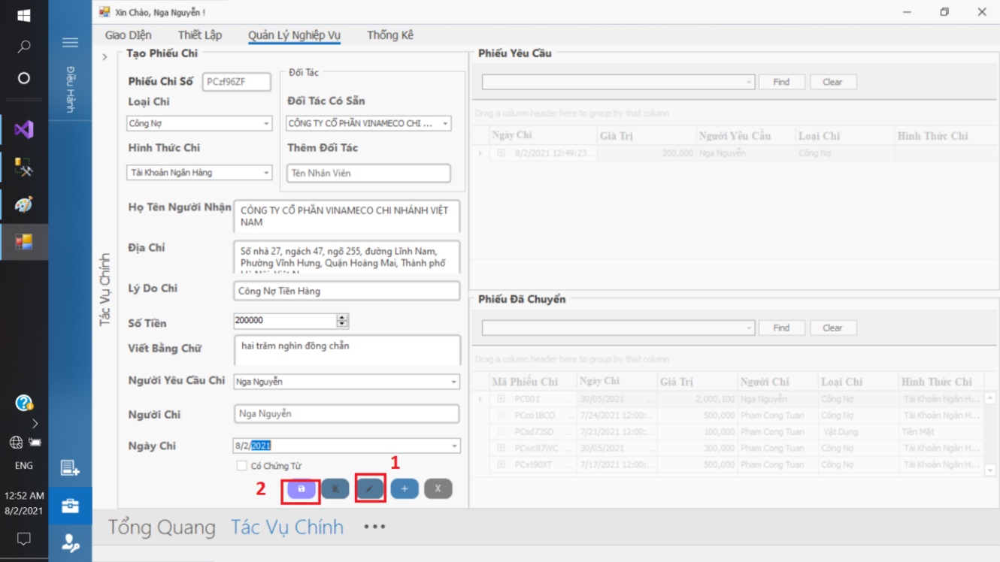 Xin Chào, Nga Nguyễn !
Giao DIện Thiết Lập Quản Lý Nghiệp Vụ Thống Kê
Điều Hành
Tác Vụ Chính
Tạo Phiếu Chi
Phiếu Chi Số PCzf96ZF
Loại Chi
Công Nợ
Hình Thức Chi
Tài Khoản Ngân Hàng
Đối Tác
Đối Tác Có Sẵn
CÔNG TY CỔ PHẦN VINAMECO CHI ...
Thêm Đối Tác
Tên Nhân Viên
Họ Tên Người Nhận
CÔNG TY CỔ PHẦN VINAMECO CHI NHÁNH VIỆT
NAM
Địa Chỉ
Số nhà 27, ngách 47, ngõ 255, đường Lĩnh Nam,
Phường Vĩnh Hưng, Quận Hoàng Mai, Thành phố
Lý Do Chi Công Nợ Tiền Hàng
Số Tiền 200000
Viết Bằng Chữ hai trăm nghìn đồng chẵn
Người Yêu Cầu Chi Nga Nguyễn
Người Chi Nga Nguyễn
Ngày Chi 8/2/2021
Có Chứng Từ
1
2
+ X
Phiếu Yêu Cầu
Find Clear
Drag a column header here to group by that column
Ngày Chi Giá Trị Người Yêu Cầu Loại Chi Hình Thức Chi
8/2/2021 12:49:23... 200,000 Nga Nguyễn Công Nợ
Phiếu Đã Chuyển
Find Clear
Drag a column header here to group by that column
Mã Phiếu Chi Ngày Chi Giá Trị Người Chi Loại Chi Hình Thức Chi
PC001 ... 30/05/2021 ... 2,000,100 Nga Nguyễn Công Nợ Tài Khoản Ngân H...
PCco18CO ... 7/24/2021 12:00:... 500,000 Pham Cong Tuan Công Nợ Tài Khoản Ngân H...
PCsd73SD ... 7/21/2021 12:00:... 100,000 Pham Cong Tuan Vật Dụng Tiền Mặt
PCwc87WC ... 30/05/2021 ... 300,000 Pham Cong Tuan Công Nợ Tài Khoản Ngân H...
PCxt90XT ... 7/17/2021 12:00:... 500,000 Pham Cong Tuan Công Nợ Tài Khoản Ngân H...
Tổng Quang Tác Vụ Chính •••
ENG
12:52 AM
8/2/2021